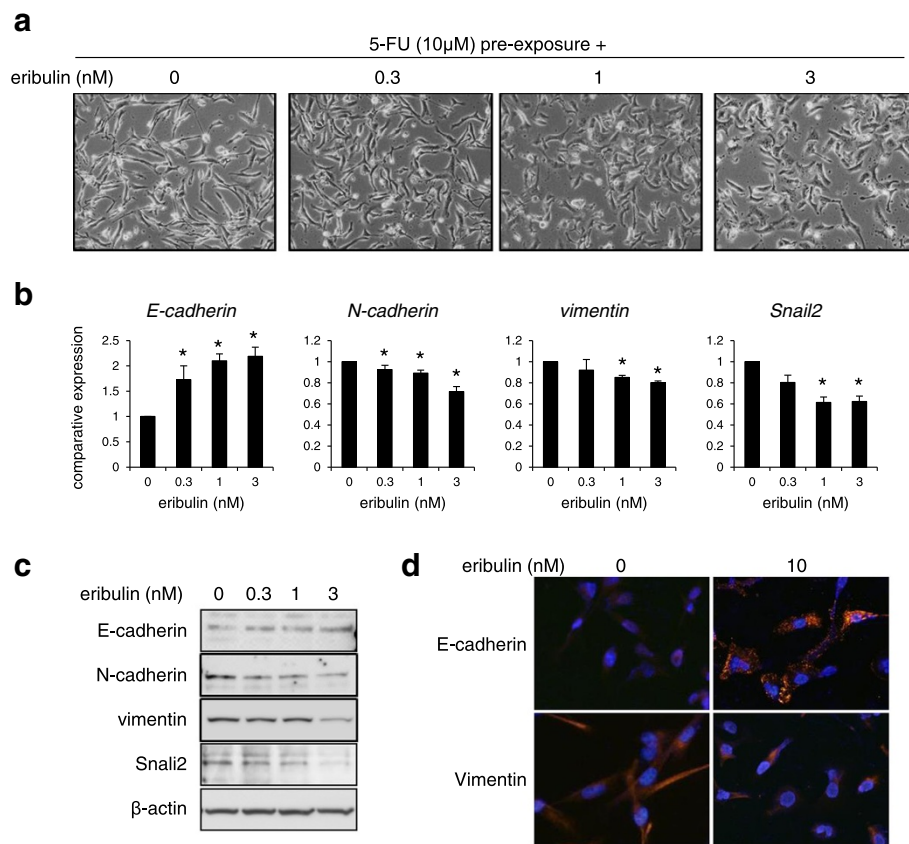 a
5-FU (10µM) pre-exposure +
eribulin (nM) 0 0.3 1 3
b
E-cadherin N-cadherin vimentin Snail2
comparative expression
2.5
2
1.5
1
0.5
0
* * *
0 0.3 1 3
eribulin (nM)
1.2
1
0.8
0.6
0.4
0.2
0
* * *
0 0.3 1 3
eribulin (nM)
1.2
1
0.8
0.6
0.4
0.2
0
* *
0 0.3 1 3
eribulin (nM)
1.2
1
0.8
0.6
0.4
0.2
0
* *
0 0.3 1 3
eribulin (nM)
c
eribulin (nM) 0 0.3 1 3
E-cadherin
N-cadherin
vimentin
Snali2
β-actin
d
eribulin (nM) 0 10
E-cadherin
Vimentin